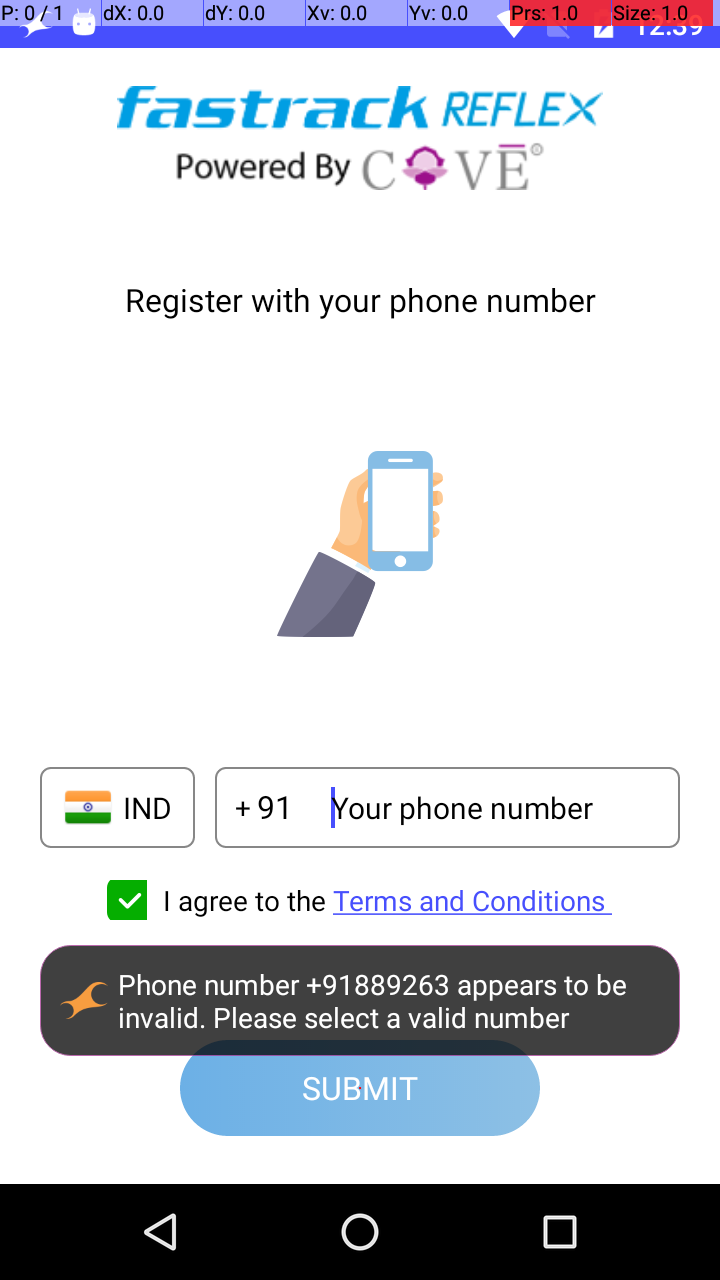 P: 0 / 1 dX: 0.0 dY: 0.0 Xv: 0.0 Yv: 0.0 Prs: 1.0 Size: 1.0
12:39
fastrack REFLEX
Powered By COVE®
Register with your phone number
IND + 91 Your phone number
I agree to the Terms and Conditions
Phone number +91889263 appears to be
invalid. Please select a valid number
SUBMIT